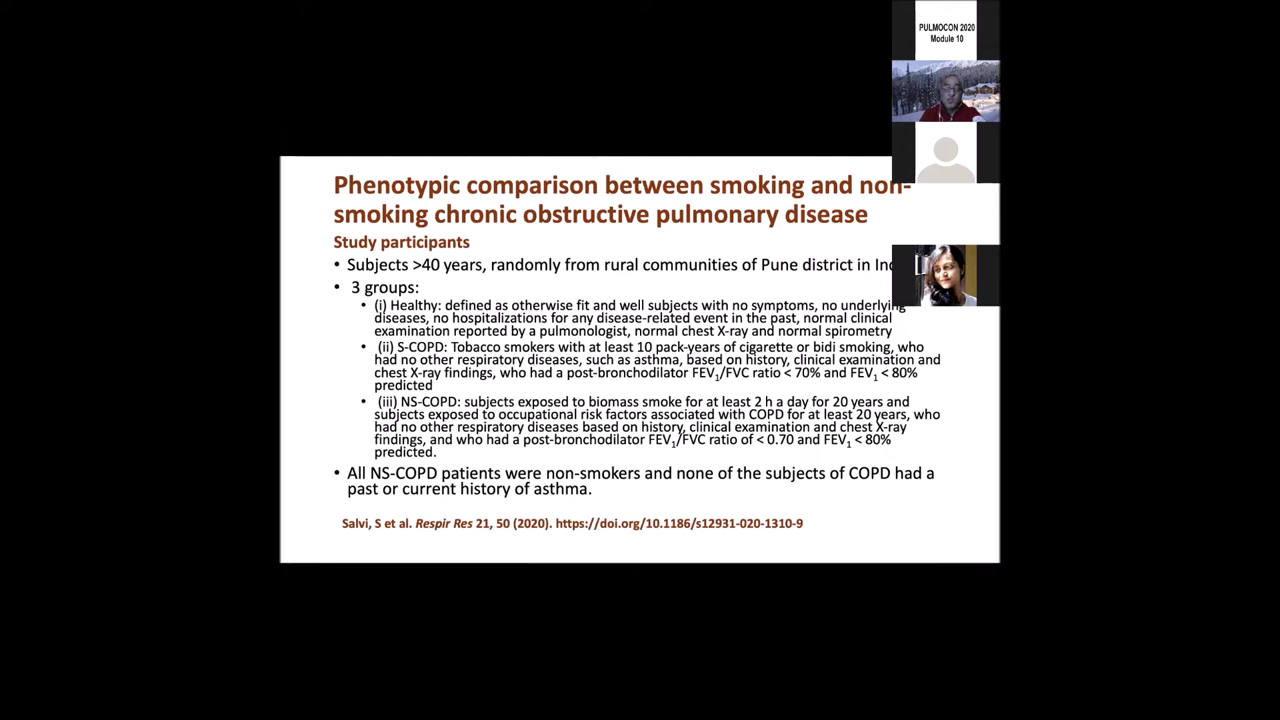 PULMOCON 2020
Module 10
Phenotypic comparison between smoking and non-
smoking chronic obstructive pulmonary disease
Study participants
• Subjects >40 years, randomly from rural communities of Pune district in
• 3 groups:
• (i) Healthy: defined as otherwise fit and well subjects with no symptoms, no underlying
diseases, no hospitalizations for any disease-related event in the past, normal clinical
examination reported by a pulmonologist, normal chest X-ray and normal spirometry
• (ii) S-COPD: Tobacco smokers with at least 10 pack-years of cigarette or bidi smoking, who
had no other respiratory diseases, such as asthma, based on history, clinical examination and
chest X-ray findings, who had a post-bronchodilator FEV₁/FVC ratio < 70% and FEV₁ < 80%
predicted
• (iii) NS-COPD: subjects exposed to biomass smoke for at least 2 h a day for 20 years and
subjects exposed to occupational risk factors associated with COPD for at least 20 years, who
had no other respiratory diseases based on history, clinical examination and chest X-ray
findings, and who had a post-bronchodilator FEV₁/FVC ratio of < 0.70 and FEV₁ < 80%
predicted.
• All NS-COPD patients were non-smokers and none of the subjects of COPD had a
past or current history of asthma.
Salvi, S et al. Respir Res 21, 50 (2020). https://doi.org/10.1186/s12931-020-1310-9